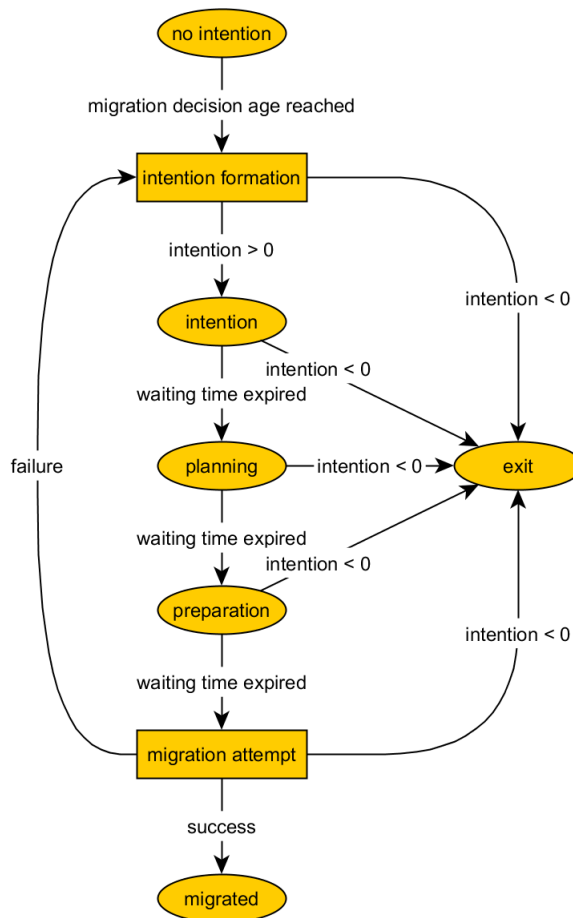 no intention
migration decision age reached
intention formation
intention > 0
intention < 0
intention
intention < 0
waiting time expired
failure
planning
intention < 0
exit
waiting time expired
intention < 0
preparation
intention < 0
waiting time expired
migration attempt
success
migrated